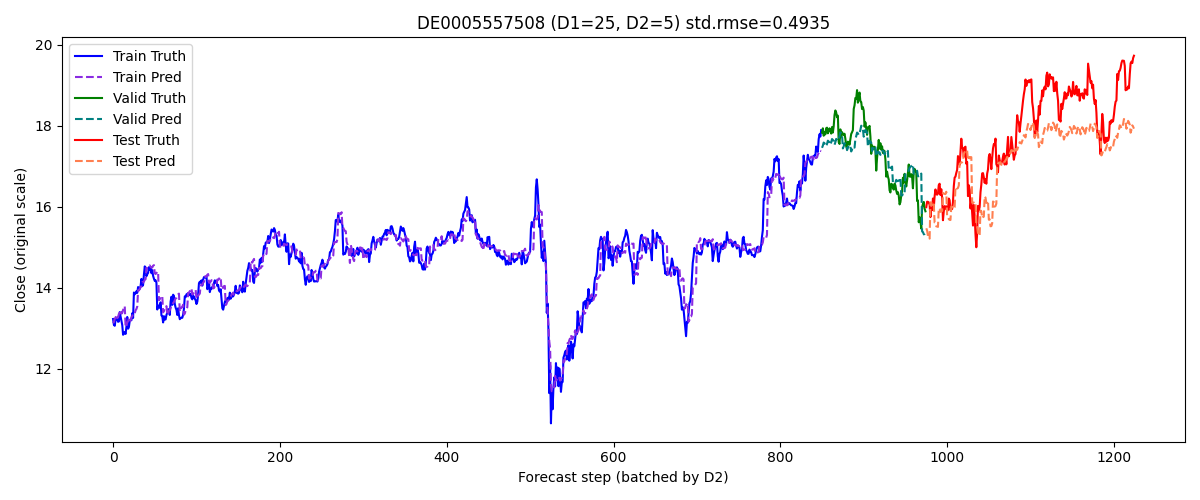 DE0005557508 (D1=25, D2=5) std.rmse=0.4935
Close (original scale)
20
18
16
14
12
Train Truth
Train Pred
Valid Truth
Valid Pred
Test Truth
Test Pred
0 200 400 600 800 1000 1200
Forecast step (batched by D2)